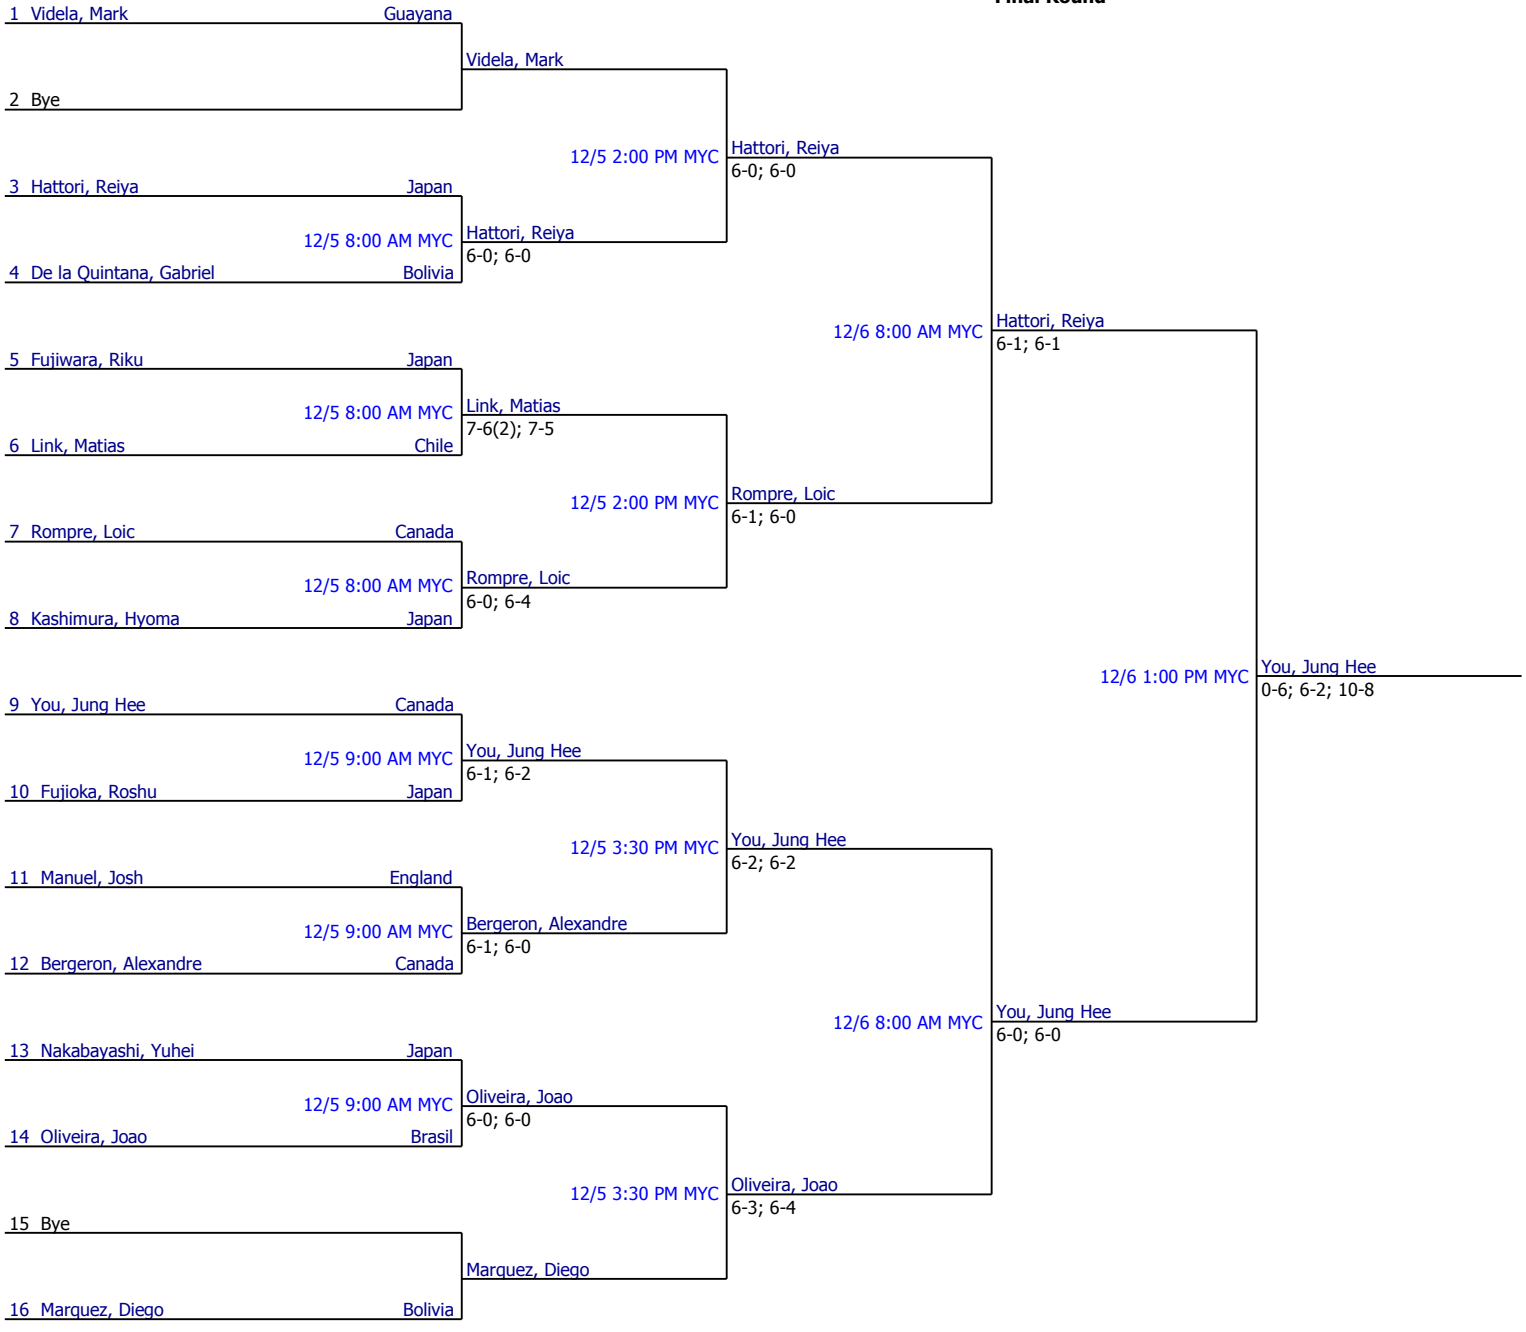 Final Round
1 Videla, Mark Guayana
Videla, Mark
2 Bye
12/5 2:00 PM MYC Hattori, Reiya
6-0; 6-0
3 Hattori, Reiya Japan
12/5 8:00 AM MYC Hattori, Reiya
6-0; 6-0
4 De la Quintana, Gabriel Bolivia
12/6 8:00 AM MYC Hattori, Reiya
6-1; 6-1
5 Fujiwara, Riku Japan
12/5 8:00 AM MYC Link, Matias
7-6(2); 7-5
6 Link, Matias Chile
12/5 2:00 PM MYC Rompre, Loic
6-1; 6-0
7 Rompre, Loic Canada
12/5 8:00 AM MYC Rompre, Loic
6-0; 6-4
8 Kashimura, Hyoma Japan
12/6 1:00 PM MYC You, Jung Hee
0-6; 6-2; 10-8
9 You, Jung Hee Canada
12/5 9:00 AM MYC You, Jung Hee
6-1; 6-2
10 Fujioka, Roshu Japan
12/5 3:30 PM MYC You, Jung Hee
6-2; 6-2
11 Manuel, Josh England
12/5 9:00 AM MYC Bergeron, Alexandre
6-1; 6-0
12 Bergeron, Alexandre Canada
12/6 8:00 AM MYC You, Jung Hee
6-0; 6-0
13 Nakabayashi, Yuhei Japan
12/5 9:00 AM MYC Oliveira, Joao
6-0; 6-0
14 Oliveira, Joao Brasil
12/5 3:30 PM MYC Oliveira, Joao
6-3; 6-4
15 Bye
Marquez, Diego
16 Marquez, Diego Bolivia